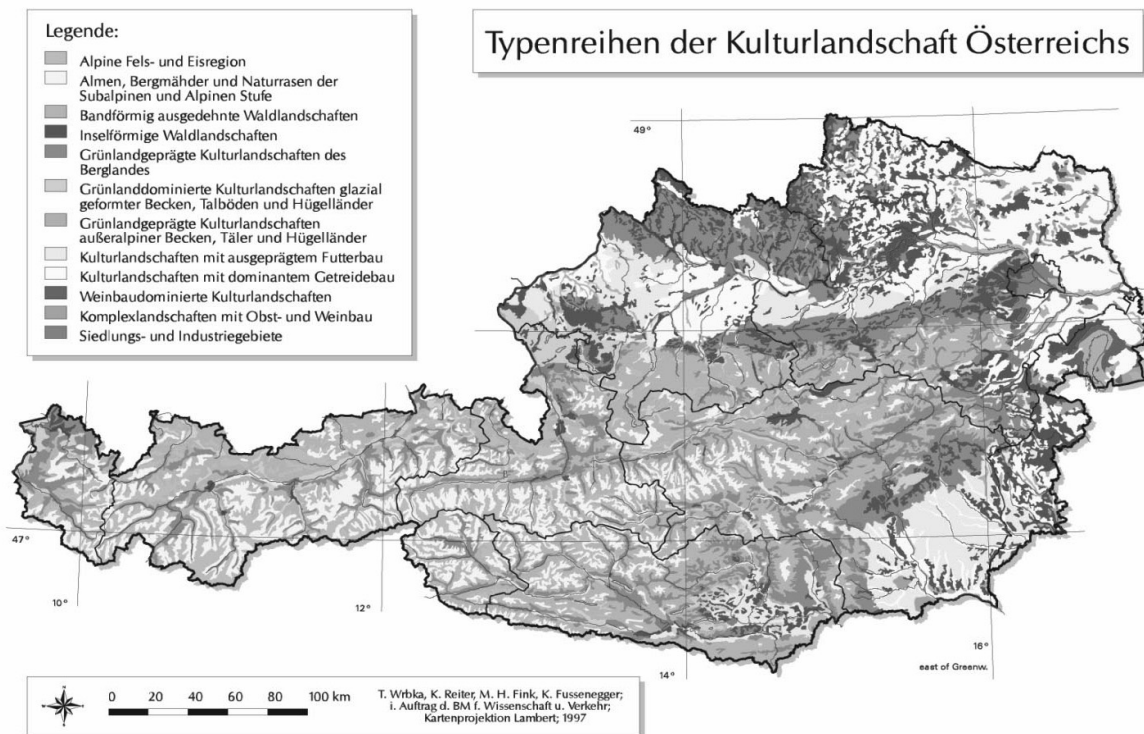 Legende:
Alpine Fels- und Eisregion
Almen, Bergmähder und Naturrasen der
Subalpinen und Alpinen Stufe
Bandförmig ausgedehnte Waldlandschaften
Inselförmige Waldlandschaften
Grünlandgeprägte Kulturlandschaften des
Berglandes
Grünlanddominierte Kulturlandschaften glazial
geformter Becken, Talböden und Hügelländer
Grünlandgeprägte Kulturlandschaften
außeralpiner Becken, Täler und Hügelländer
Kulturlandschaften mit ausgeprägtem Futterbau
Kulturlandschaften mit dominantem Getreidebau
Weinbaudominierte Kulturlandschaften
Komplexlandschaften mit Obst- und Weinbau
Siedlungs- und Industriegebiete
Typenreihen der Kulturlandschaft Österreichs
49°
47°
10°
12°
14°
16°
east of Greenw.
0 20 40 60 80 100 km
T. Wrbka, K. Reiter, M. H. Fink, K. Fussenegger;
i. Auftrag d. BM f. Wissenschaft u. Verkehr;
Kartenprojektion Lambert; 1997